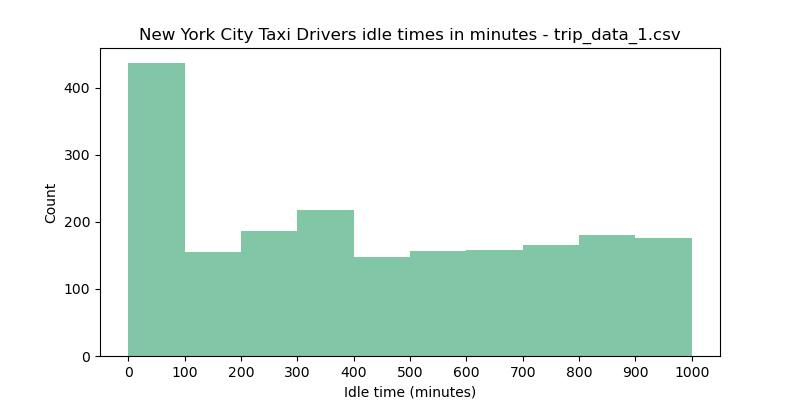 New York City Taxi Drivers idle times in minutes - trip_data_1.csv
400
300
200
100
0
Count
0 100 200 300 400 500 600 700 800 900 1000
Idle time (minutes)